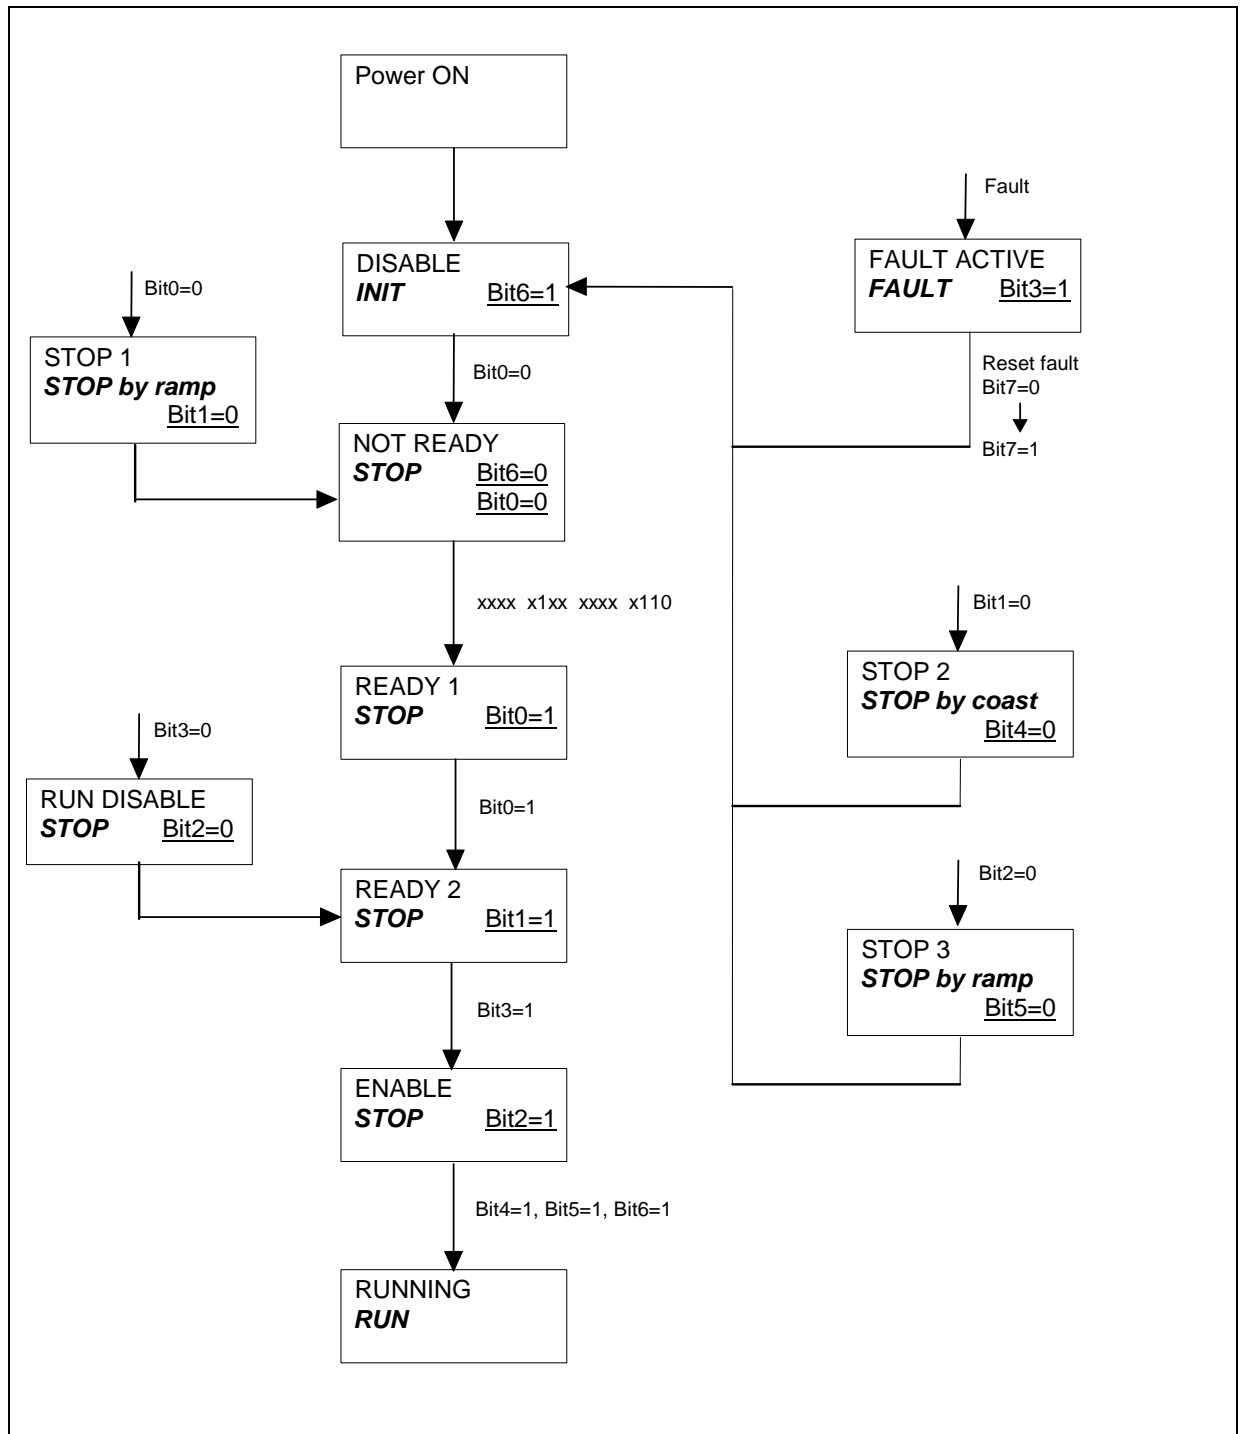 Power ON
Fault
DISABLE
INIT Bit6=1
FAULT ACTIVE
FAULT Bit3=1
Bit0=0
STOP 1
STOP by ramp
Bit1=0
Bit0=0
Reset fault
Bit7=0
Bit7=1
NOT READY
STOP Bit6=0
Bit0=0
xxxx x1xx xxxx x110
Bit1=0
READY 1
STOP Bit0=1
STOP 2
STOP by coast
Bit4=0
Bit3=0
RUN DISABLE
STOP Bit2=0
Bit0=1
READY 2
STOP Bit1=1
Bit2=0
STOP 3
STOP by ramp
Bit5=0
Bit3=1
ENABLE
STOP Bit2=1
Bit4=1, Bit5=1, Bit6=1
RUNNING
RUN